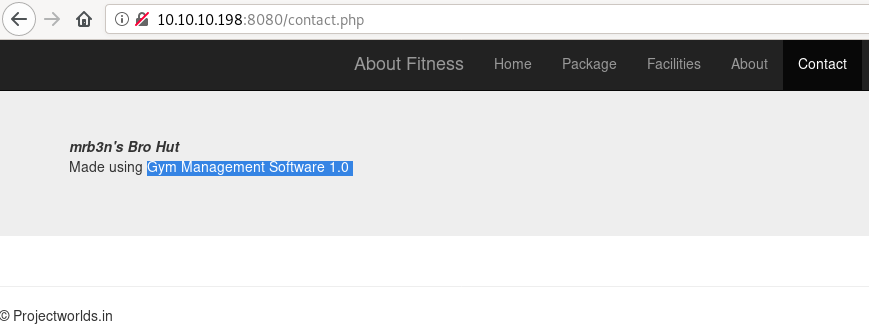 10.10.10.198:8080/contact.php
About Fitness Home Package Facilities About Contact
mrb3n's Bro Hut
Made using Gym Management Software 1.0
© Projectworlds.in